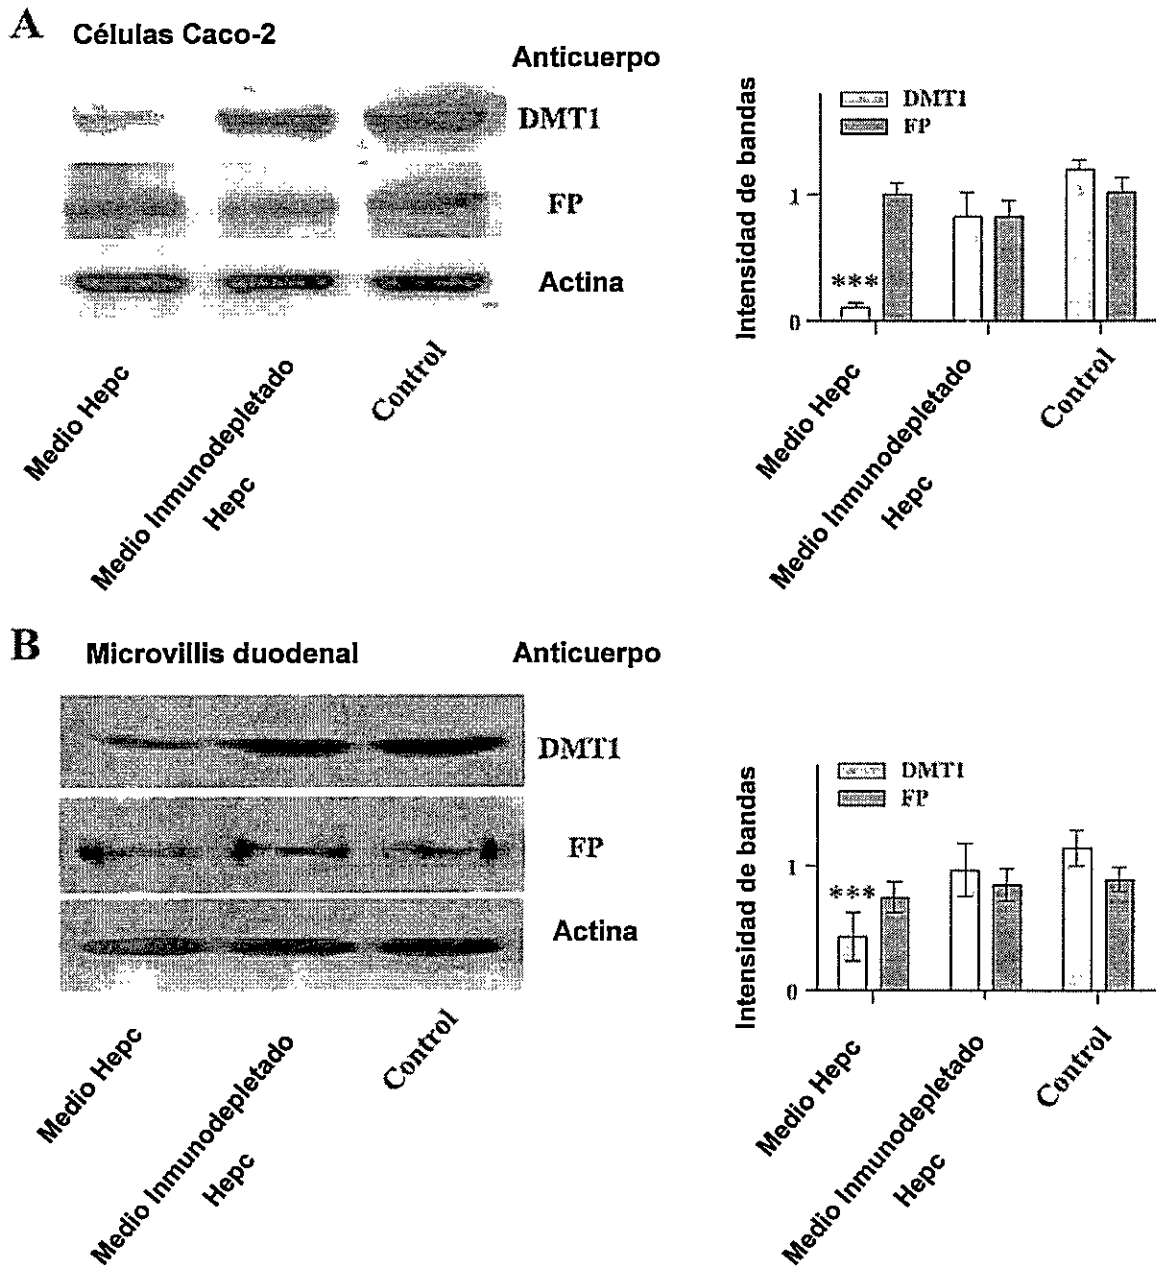 A
Células Caco-2
Anticuerpo
DMT1
FP
Actina
Medio Hepc
Medio Inmunodepletado
Hepc
Control
DMT1
FP
Intensidad de bandas
1
0
***
Medio Hepc
Medio Inmunodepletado
Hepc
Control
B
Microvillis duodenal
Anticuerpo
DMT1
FP
Actina
Medio Hepc
Medio Inmunodepletado
Hepc
Control
DMT1
FP
Intensidad de bandas
1
0
***
Medio Hepc
Medio Inmunodepletado
Hepc
Control